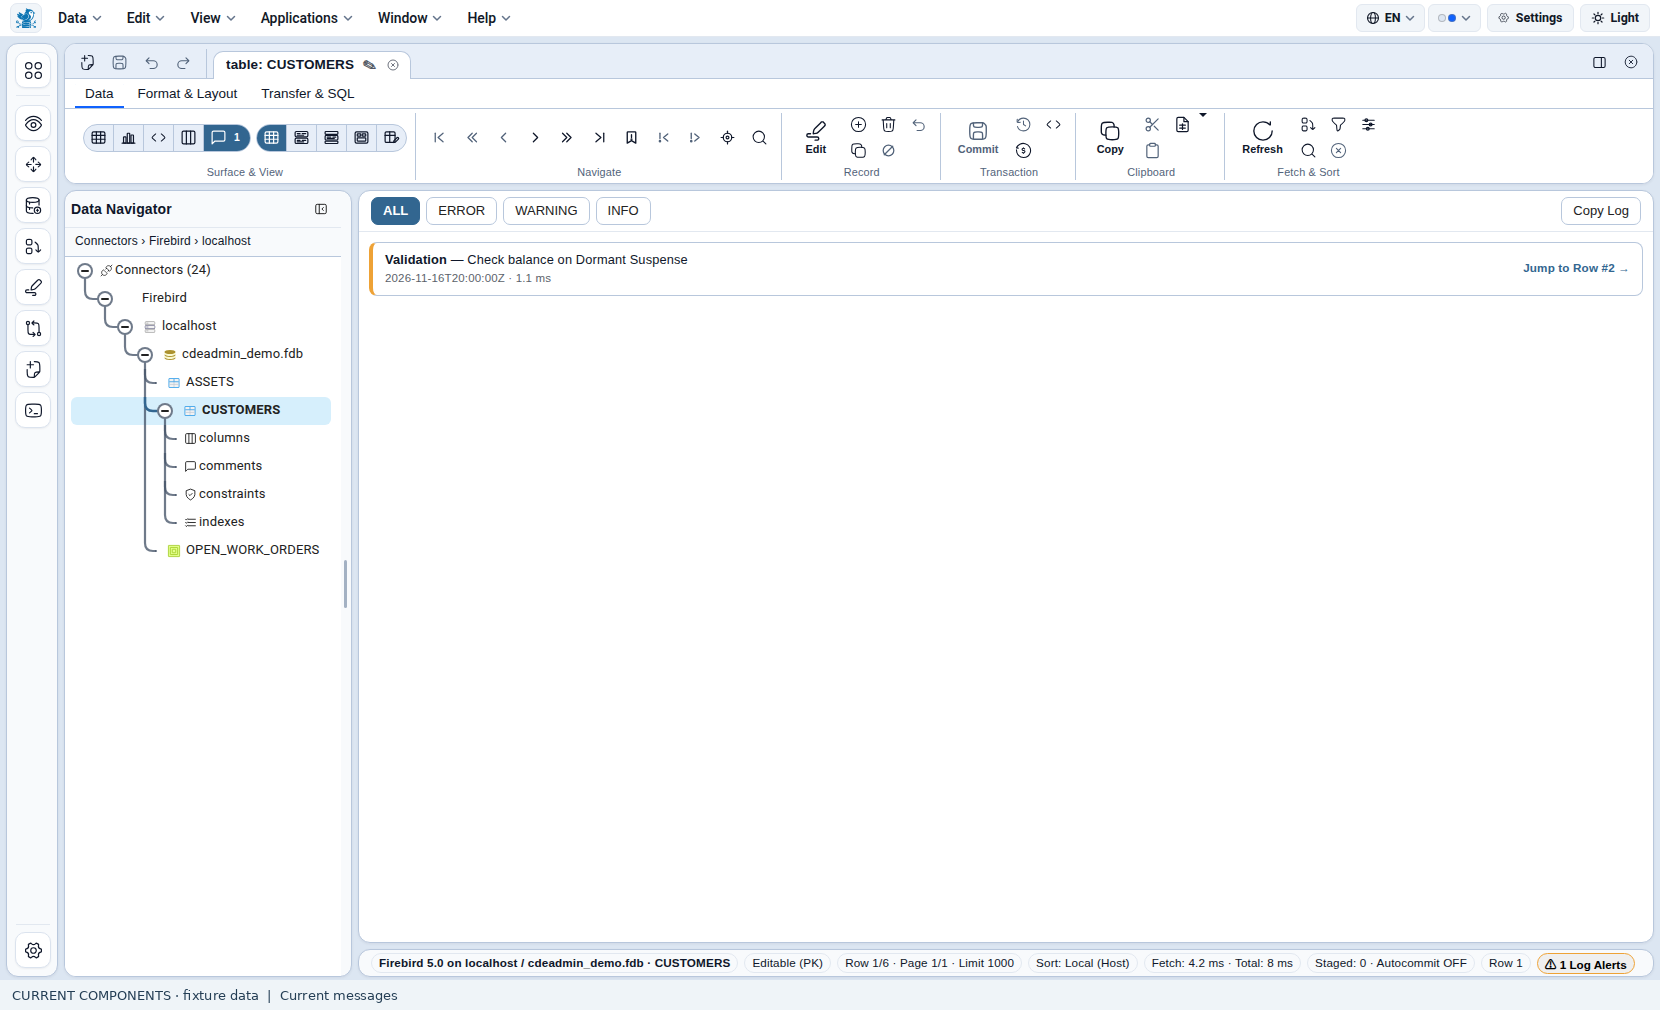 Data Edit View Applications Window Help EN Settings Light
table: CUSTOMERS
Data Format & Layout Transfer & SQL
1
Edit Commit Copy Refresh
Surface & View Navigate Record Transaction Clipboard Fetch & Sort
Data Navigator
Connectors › Firebird › localhost
Connectors (24)
Firebird
localhost
cdeadmin_demo.fdb
ASSETS
CUSTOMERS
columns
comments
constraints
indexes
OPEN_WORK_ORDERS
ALL ERROR WARNING INFO Copy Log
Validation — Check balance on Dormant Suspense
2026-11-16T20:00:00Z · 1.1 ms
Jump to Row #2 →
Firebird 5.0 on localhost / cdeadmin_demo.fdb · CUSTOMERS Editable (PK) Row 1/6 · Page 1/1 · Limit 1000 Sort: Local (Host) Fetch: 4.2 ms · Total: 8 ms Staged: 0 · Autocommit OFF Row 1 ⚠ 1 Log Alerts
CURRENT COMPONENTS · fixture data | Current messages